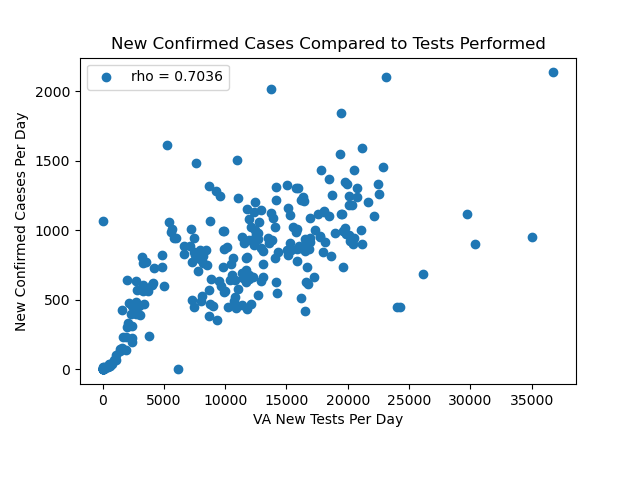 New Confirmed Cases Compared to Tests Performed
rho = 0.7036
New Confirmed Caeses Per Day
2000
1500
1000
500
0
0 5000 10000 15000 20000 25000 30000 35000
VA New Tests Per Day